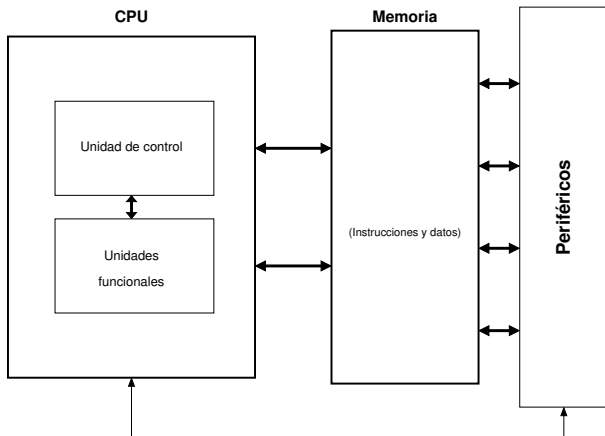 CPU
Memoria
Unidad de control
Unidades
funcionales
(Instrucciones y datos)
Periféricos